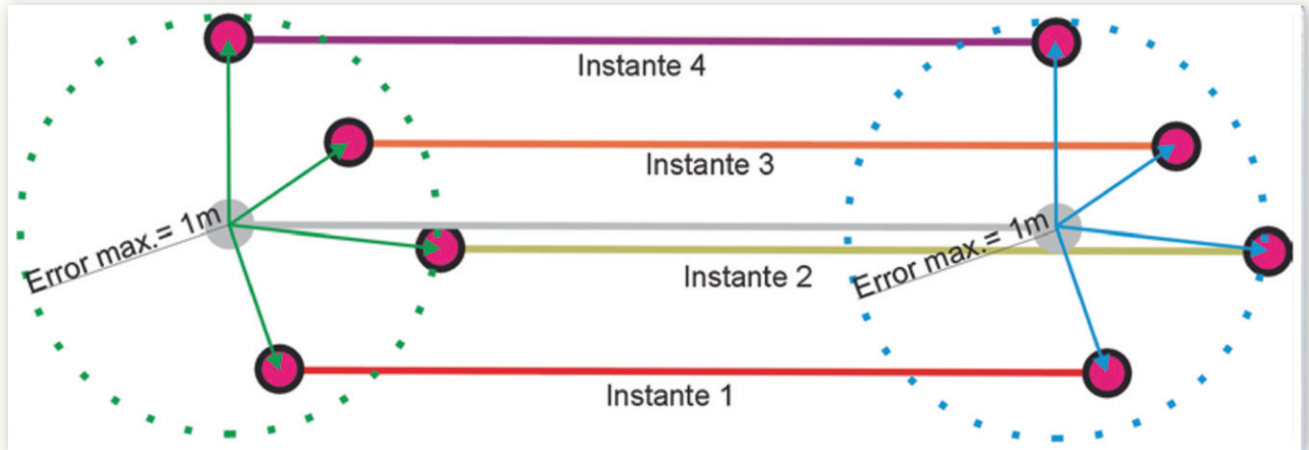 Instante 4
Instante 3
Error max.= 1m
Error max.= 1m
Instante 2
Instante 1